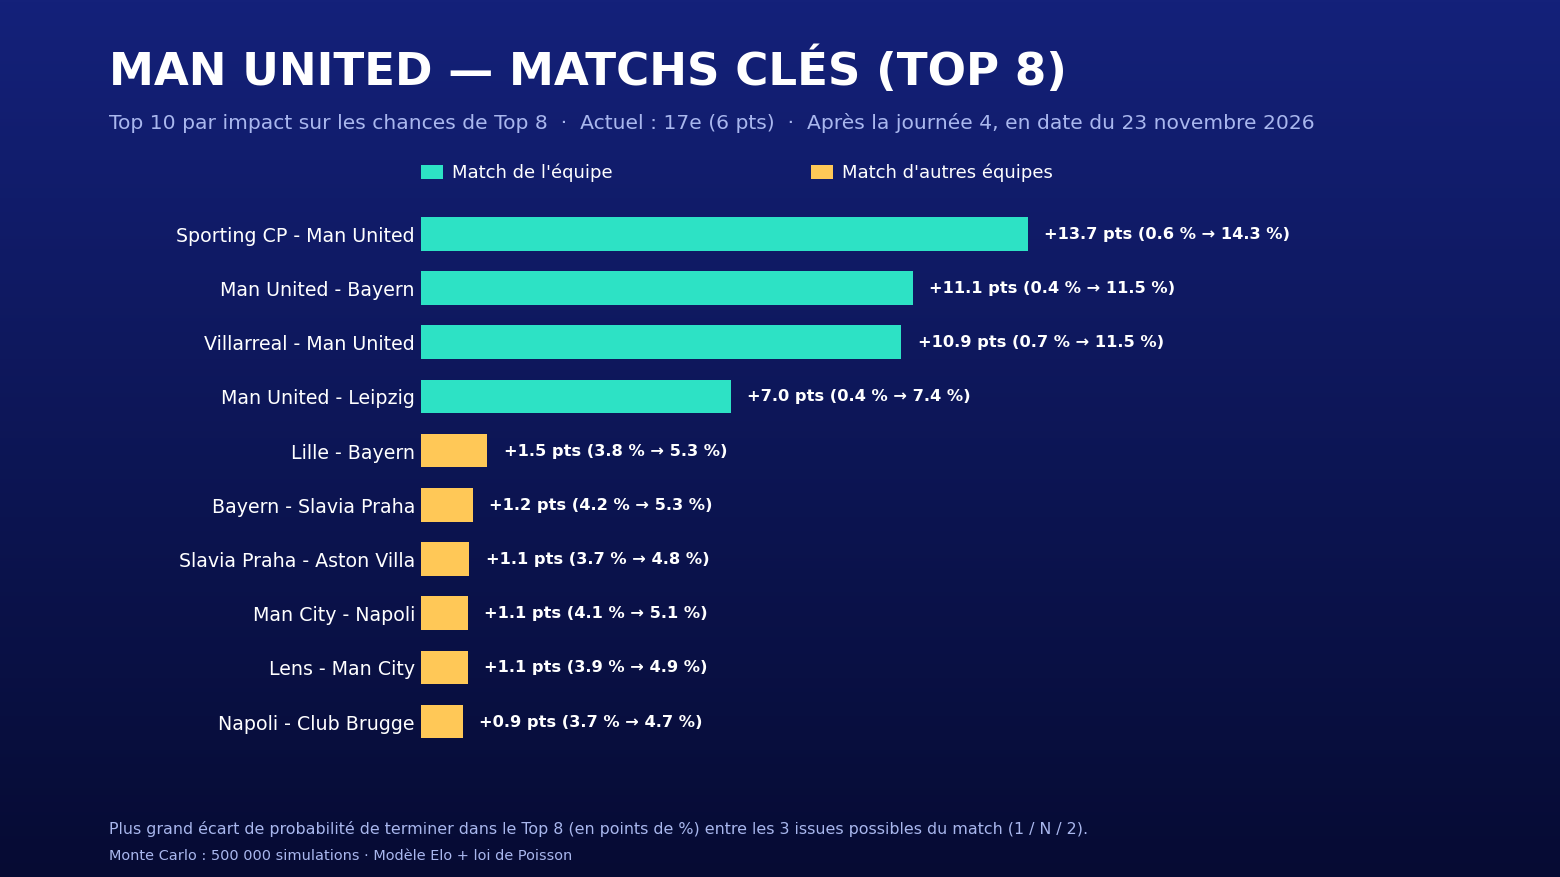 MAN UNITED — MATCHS CLÉS (TOP 8)
Top 10 par impact sur les chances de Top 8 · Actuel : 17e (6 pts) · Après la journée 4, en date du 23 novembre 2026
Match de l'équipe
Match d'autres équipes
Sporting CP - Man United +13.7 pts (0.6 % → 14.3 %)
Man United - Bayern +11.1 pts (0.4 % → 11.5 %)
Villarreal - Man United +10.9 pts (0.7 % → 11.5 %)
Man United - Leipzig +7.0 pts (0.4 % → 7.4 %)
Lille - Bayern +1.5 pts (3.8 % → 5.3 %)
Bayern - Slavia Praha +1.2 pts (4.2 % → 5.3 %)
Slavia Praha - Aston Villa +1.1 pts (3.7 % → 4.8 %)
Man City - Napoli +1.1 pts (4.1 % → 5.1 %)
Lens - Man City +1.1 pts (3.9 % → 4.9 %)
Napoli - Club Brugge +0.9 pts (3.7 % → 4.7 %)
Plus grand écart de probabilité de terminer dans le Top 8 (en points de %) entre les 3 issues possibles du match (1 / N / 2).
Monte Carlo : 500 000 simulations · Modèle Elo + loi de Poisson